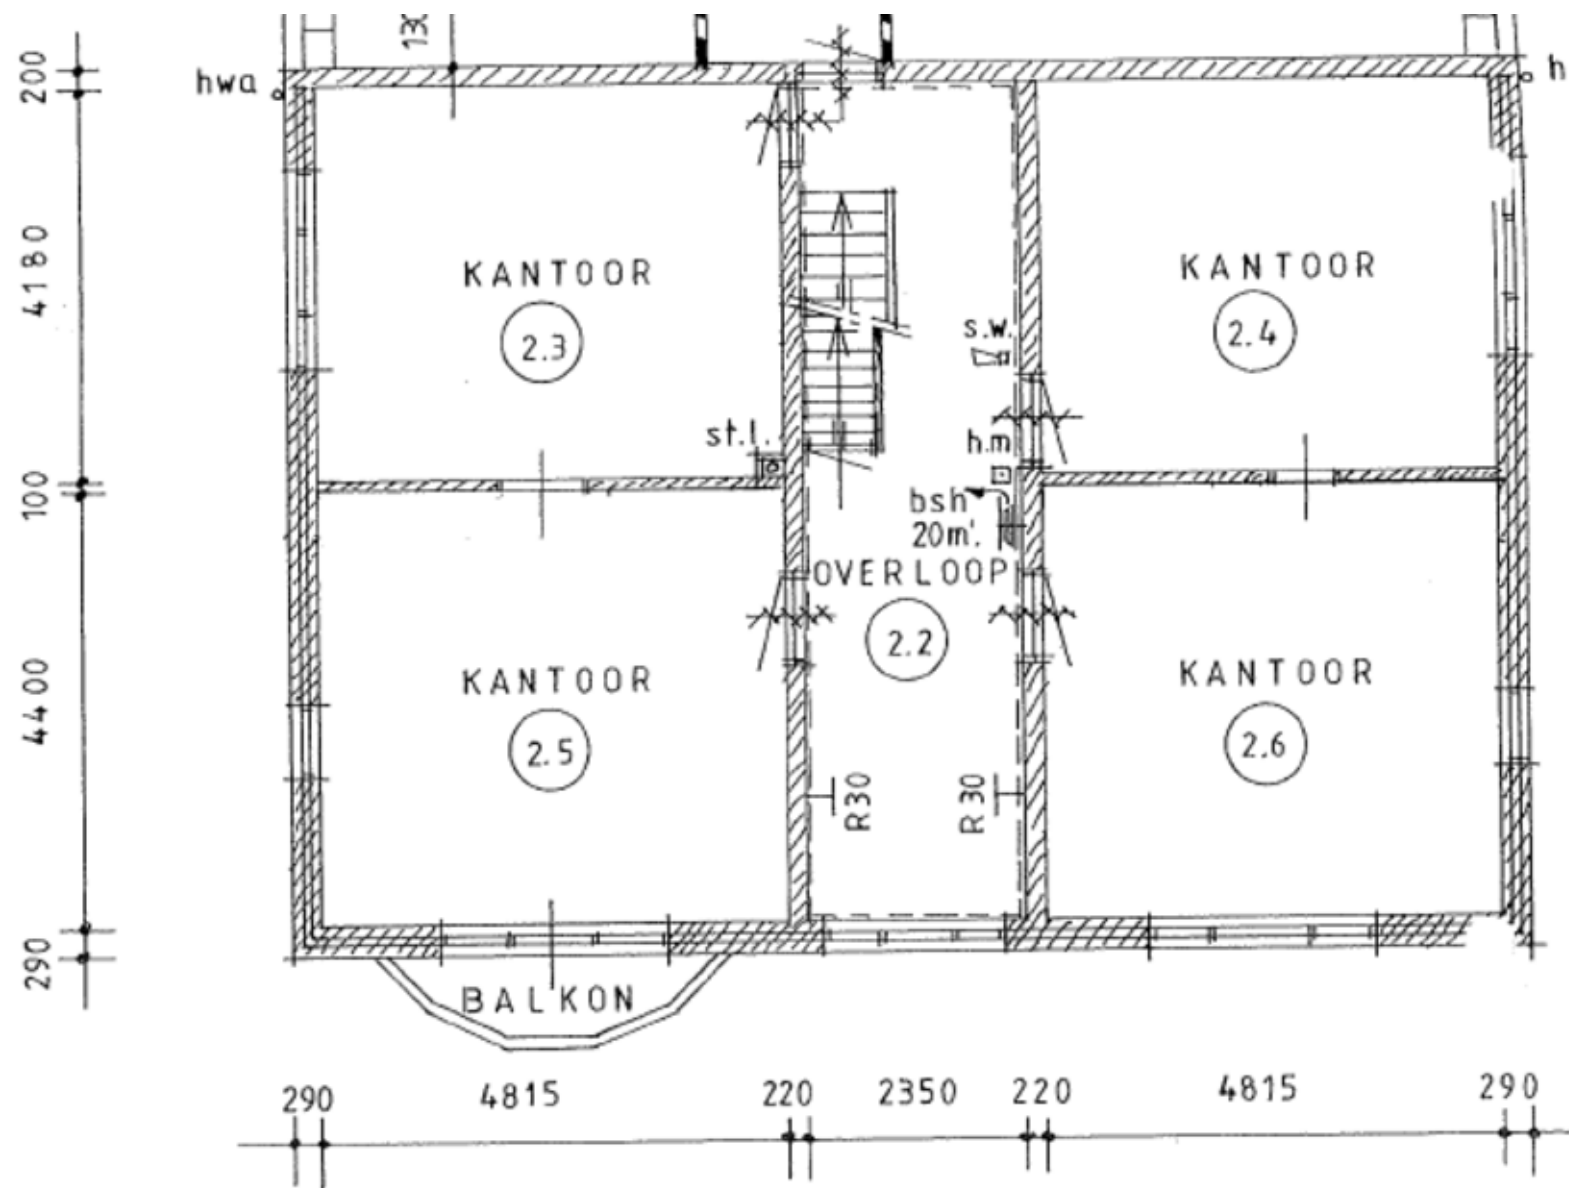 130
200
hwa
h
4180
KANTOOR
2.3
KANTOOR
2.4
s.w.
st.l.
h.m
100
bsh
20m'.
OVERLOOP
2.2
4400
KANTOOR
2.5
KANTOOR
2.6
R30
R30
290
BALKON
290 4815 220 2350 220 4815 290